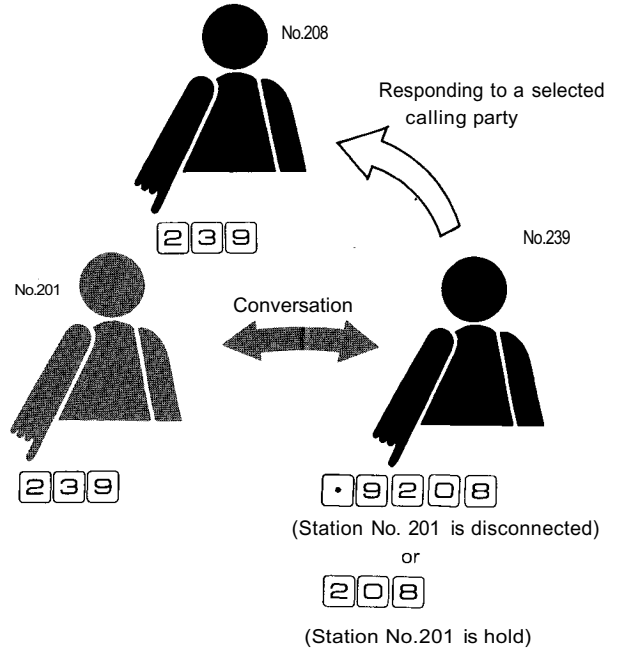 No.208
Responding to a selected
calling party
239
No.239
No.201
Conversation
239
•9208
(Station No. 201 is disconnected)
or
208
(Station No.201 is hold)